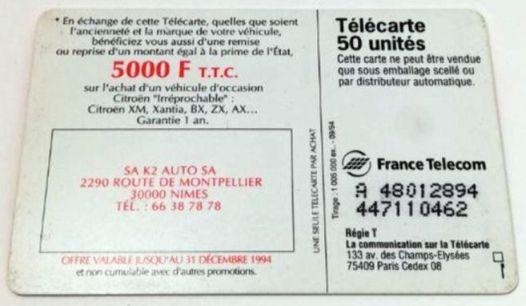 * En échange de cette Télécarte, quelles que soient
l'ancienneté et la marque de votre véhicule,
bénéficiez vous aussi d'une remise
ou reprise d'un montant égal à la prime de l'Etat,
5000 F T.T.C.
sur l'achat d'un véhicule d'occasion
Citroën "Irréprochable" :
Citroën XM, Xantia, BX, ZX, AX...
Garantie 1 an.
SA K2 AUTO SA
2290 ROUTE DE MONTPELLIER
30000 NIMES
TÉL. : 66 38 78 78
OFFRE VALABLE JUSQU'AU 31 DÉCEMBRE 1994
et non cumulable avec d'autres promotions.
UNE SEULE TELECARTE PAR ACHAT
Tirage : 1 005 000 ex. - 09/94
Télécarte
50 unités
Cette carte ne peut être vendue
que sous emballage scellé ou
par distributeur automatique.
France Telecom
A 48012894
447110462
Régie T
La communication sur la Télécarte
133 av. des Champs-Elysées
75409 Paris Cedex 08